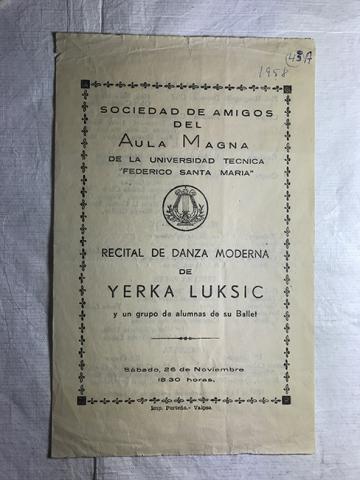 1958
43A
SOCIEDAD DE AMIGOS
DEL
AULA MAGNA
DE LA UNIVERSIDAD TECNICA
"FEDERICO SANTA MARIA"
RECITAL DE DANZA MODERNA
DE
YERKA LUKSIC
y un grupo de alumnas de su Ballet
Sábado, 26 de Noviembre
18.30 horas.
Imp. Porteña.- Valpso.